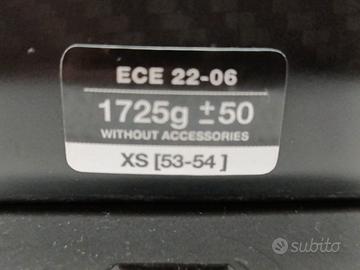 ECE 22-06
1725g ±50
WITHOUT ACCESSORIES
XS [53-54 ]
subito